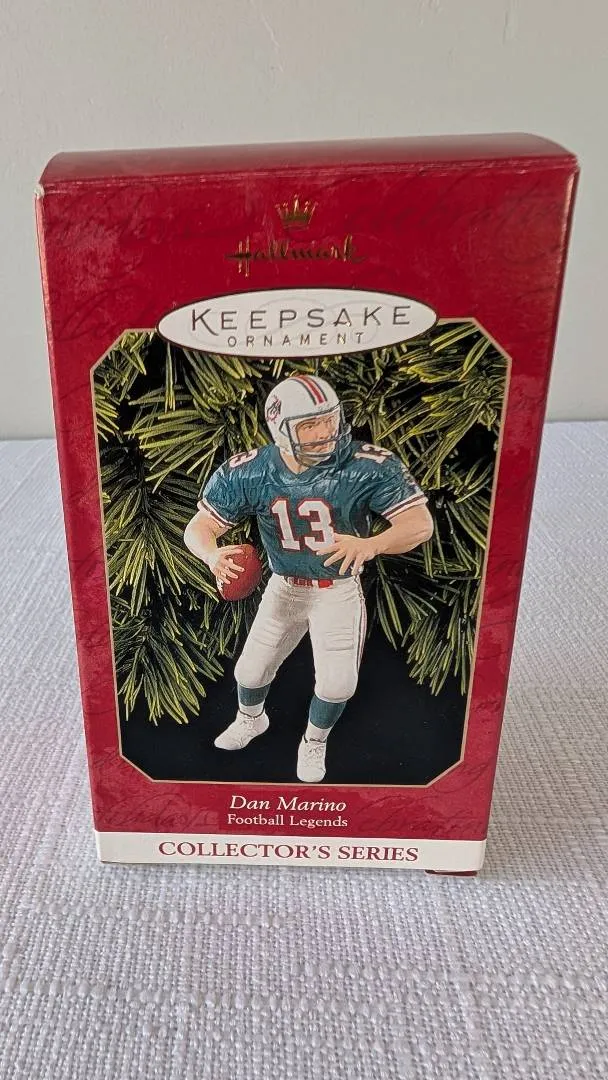 Hallmark
KEEPSAKE
ORNAMENT
13
13
13
Dan Marino
Football Legends
COLLECTOR'S SERIES